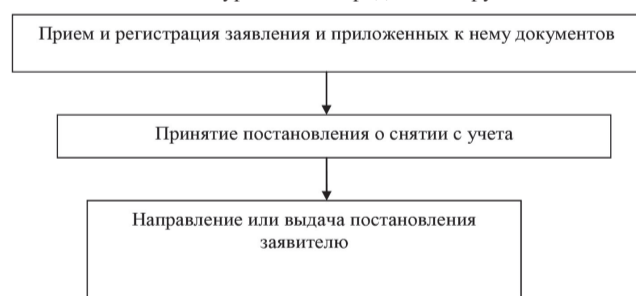 Прием и регистрация заявления и приложенных к нему документов
Принятие постановления о снятии с учета
Направление или выдача постановления
заявителю